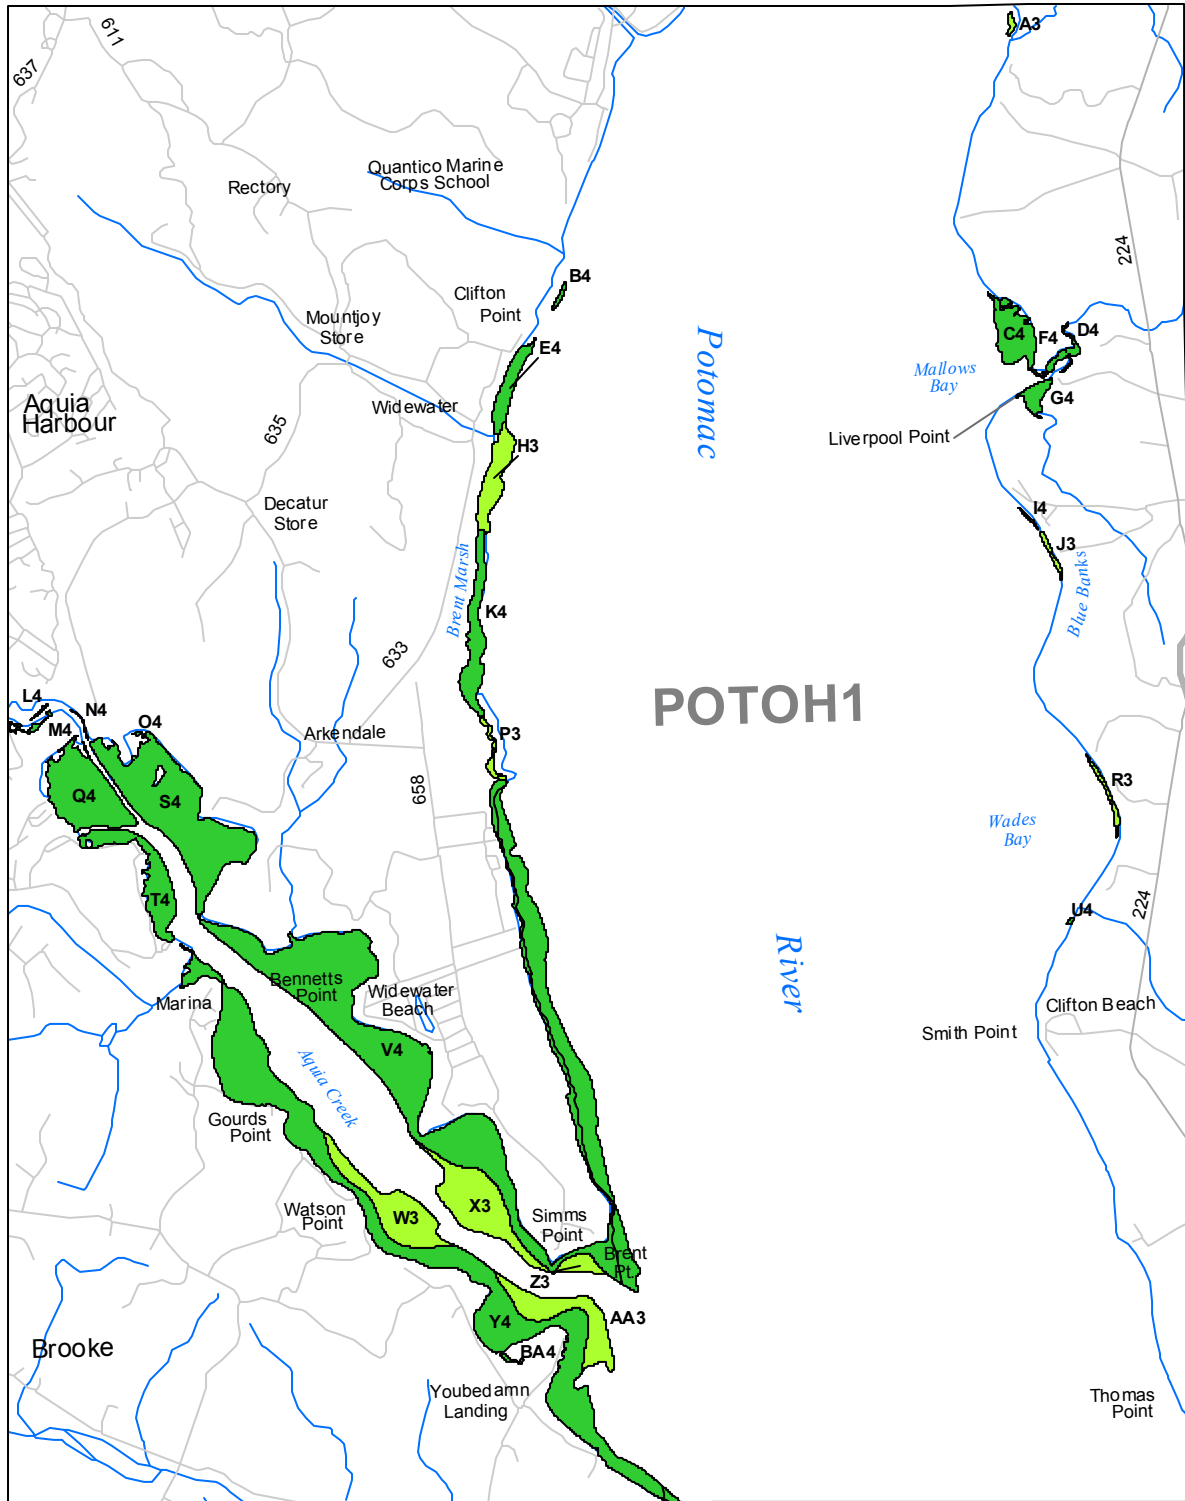 611
637
A3
Quantico Marine
Corps School
Rectory
224
B4
Clifton
Point
Mountjoy
Store
E4
C4
F4
D4
Potomac
Mallows
Bay
G4
Aquia
Harbour
Widewater
635
H3
Liverpool Point
Decatur
Store
I4
J3
Brent Marsh
Blue Banks
K4
633
L4
N4
M4
O4
POTOH1
Arkendale
P3
658
Q4
S4
R3
Wades
Bay
T4
U4
224
River
Bennetts
Point
Widewater
Beach
Marina
Clifton Beach
Smith Point
V4
Aquia Creek
Gourds
Point
Watson
Point
W3
X3
Simms
Point
Brent
Pt.
Z3
AA3
Y4
BA4
Brooke
Youbedamn
Landing
Thomas
Point